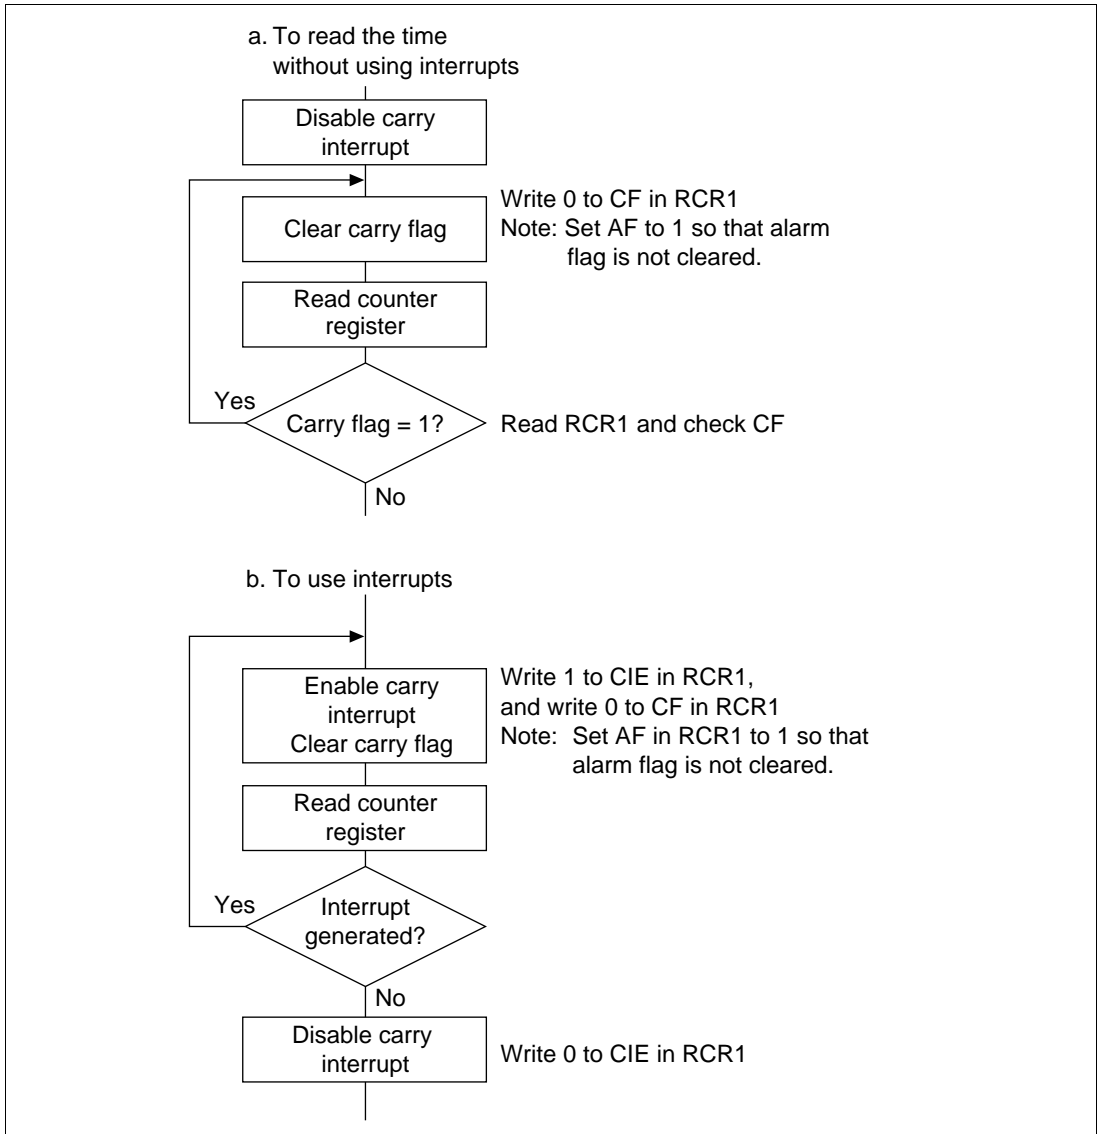 a. To read the time
without using interrupts
Disable carry
interrupt
Clear carry flag
Write 0 to CF in RCR1
Note: Set AF to 1 so that alarm
flag is not cleared.
Read counter
register
Yes
Carry flag = 1?
Read RCR1 and check CF
No
b. To use interrupts
Enable carry
interrupt
Clear carry flag
Write 1 to CIE in RCR1,
and write 0 to CF in RCR1
Note: Set AF in RCR1 to 1 so that
alarm flag is not cleared.
Read counter
register
Yes
Interrupt
generated?
No
Disable carry
interrupt
Write 0 to CIE in RCR1